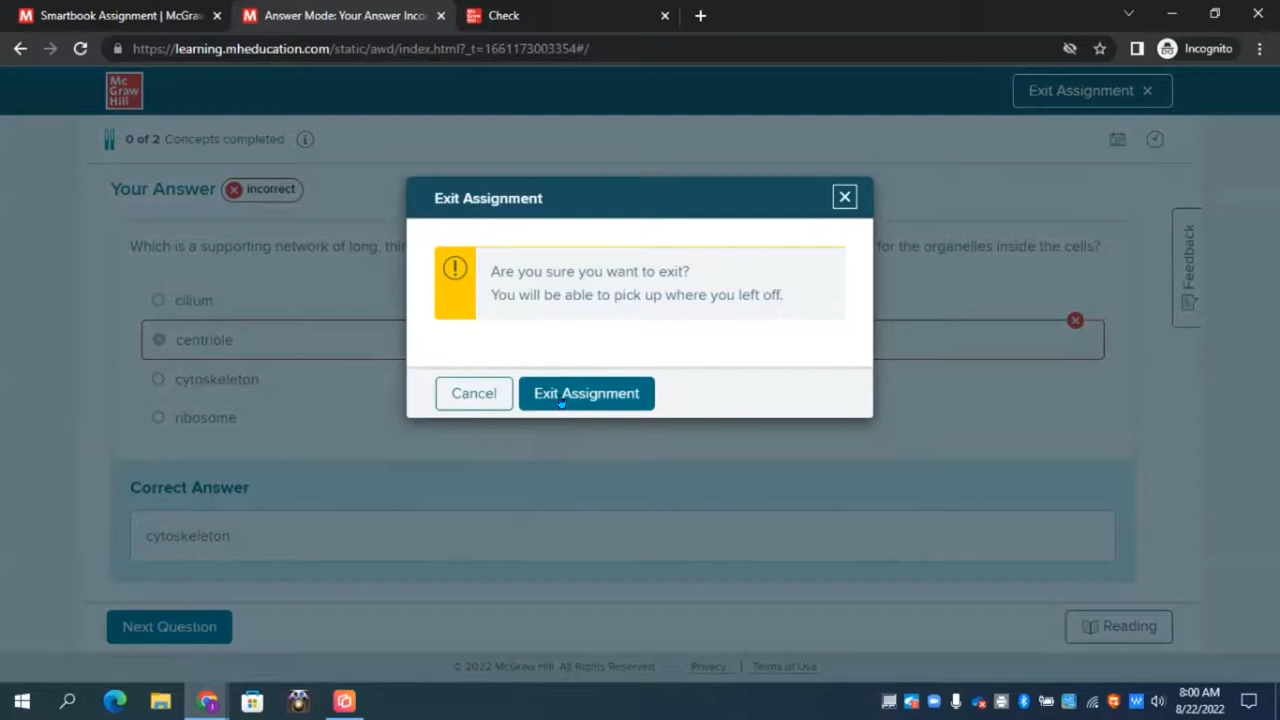 Smartbook Assignment | McGraw
Answer Mode: Your Answer Inco
Check
https://learning.mheducation.com/static/awd/index.html?_t=1661173003354#/
Incognito
Mc
Graw
Hill
Exit Assignment
0 of 2 Concepts completed
Your Answer
incorrect
Exit Assignment
Which is a supporting network of long,
for the organelles inside the cells?
Feedback
Are you sure you want to exit?
You will be able to pick up where you left off.
cilium
centriole
cytoskeleton
Cancel
Exit Assignment
ribosome
Correct Answer
cytoskeleton
Next Question
Reading
© 2022 McGraw Hill. All Rights Reserved.
Privacy | Terms of Use
8:00 AM
8/22/2022